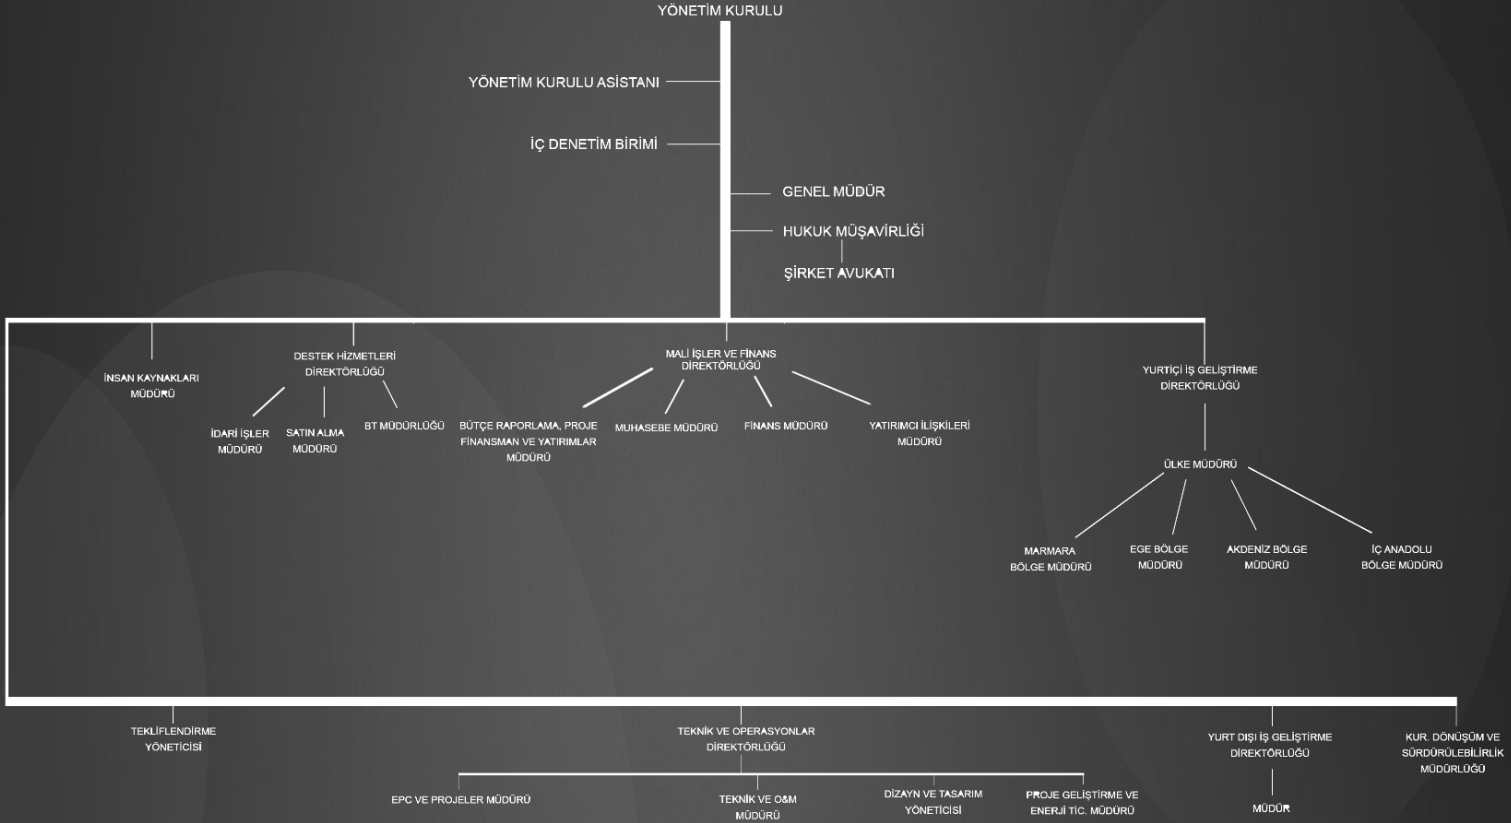 YÖNETİM KURULU
YÖNETİM KURULU ASİSTANI
İÇ DENETİM BİRİMİ
GENEL MÜDÜR
HUKUK MÜŞAVİRLİĞİ
ŞİRKET AVUKATI
İNSAN KAYNAKLARI
MÜDÜRÜ
DESTEK HİZMETLERİ
DİREKTÖRLÜĞÜ
İDARİ İŞLER
MÜDÜRÜ
SATIN ALMA
MÜDÜRÜ
BT MÜDÜRLÜĞÜ
MALİ İŞLER VE FİNANS
DİREKTÖRLÜĞÜ
BÜTÇE RAPORLAMA, PROJE
FİNANSMAN VE YATIRIMLAR
MÜDÜRÜ
MUHASEBE MÜDÜRÜ
FİNANS MÜDÜRÜ
YATIRIMCI İLİŞKİLERİ
MÜDÜRÜ
YURTİÇİ İŞ GELİŞTİRME
DİREKTÖRLÜĞÜ
ÜLKE MÜDÜRÜ
MARMARA
BÖLGE MÜDÜRÜ
EGE BÖLGE
MÜDÜRÜ
AKDENİZ BÖLGE
MÜDÜRÜ
İÇ ANADOLU
BÖLGE MÜDÜRÜ
TEKLİFLENDİRME
YÖNETİCİSİ
TEKNİK VE OPERASYONLAR
DİREKTÖRLÜĞÜ
EPC VE PROJELER MÜDÜRÜ
TEKNİK VE O&M
MÜDÜRÜ
DİZAYN VE TASARIM
YÖNETİCİSİ
PROJE GELİŞTİRME VE
ENERJİ TİC. MÜDÜRÜ
YURT DIŞI İŞ GELİŞTİRME
DİREKTÖRLÜĞÜ
MÜDÜR
KUR. DÖNÜŞÜM VE
SÜRDÜRÜLEBİLİRLİK
MÜDÜRLÜĞÜ